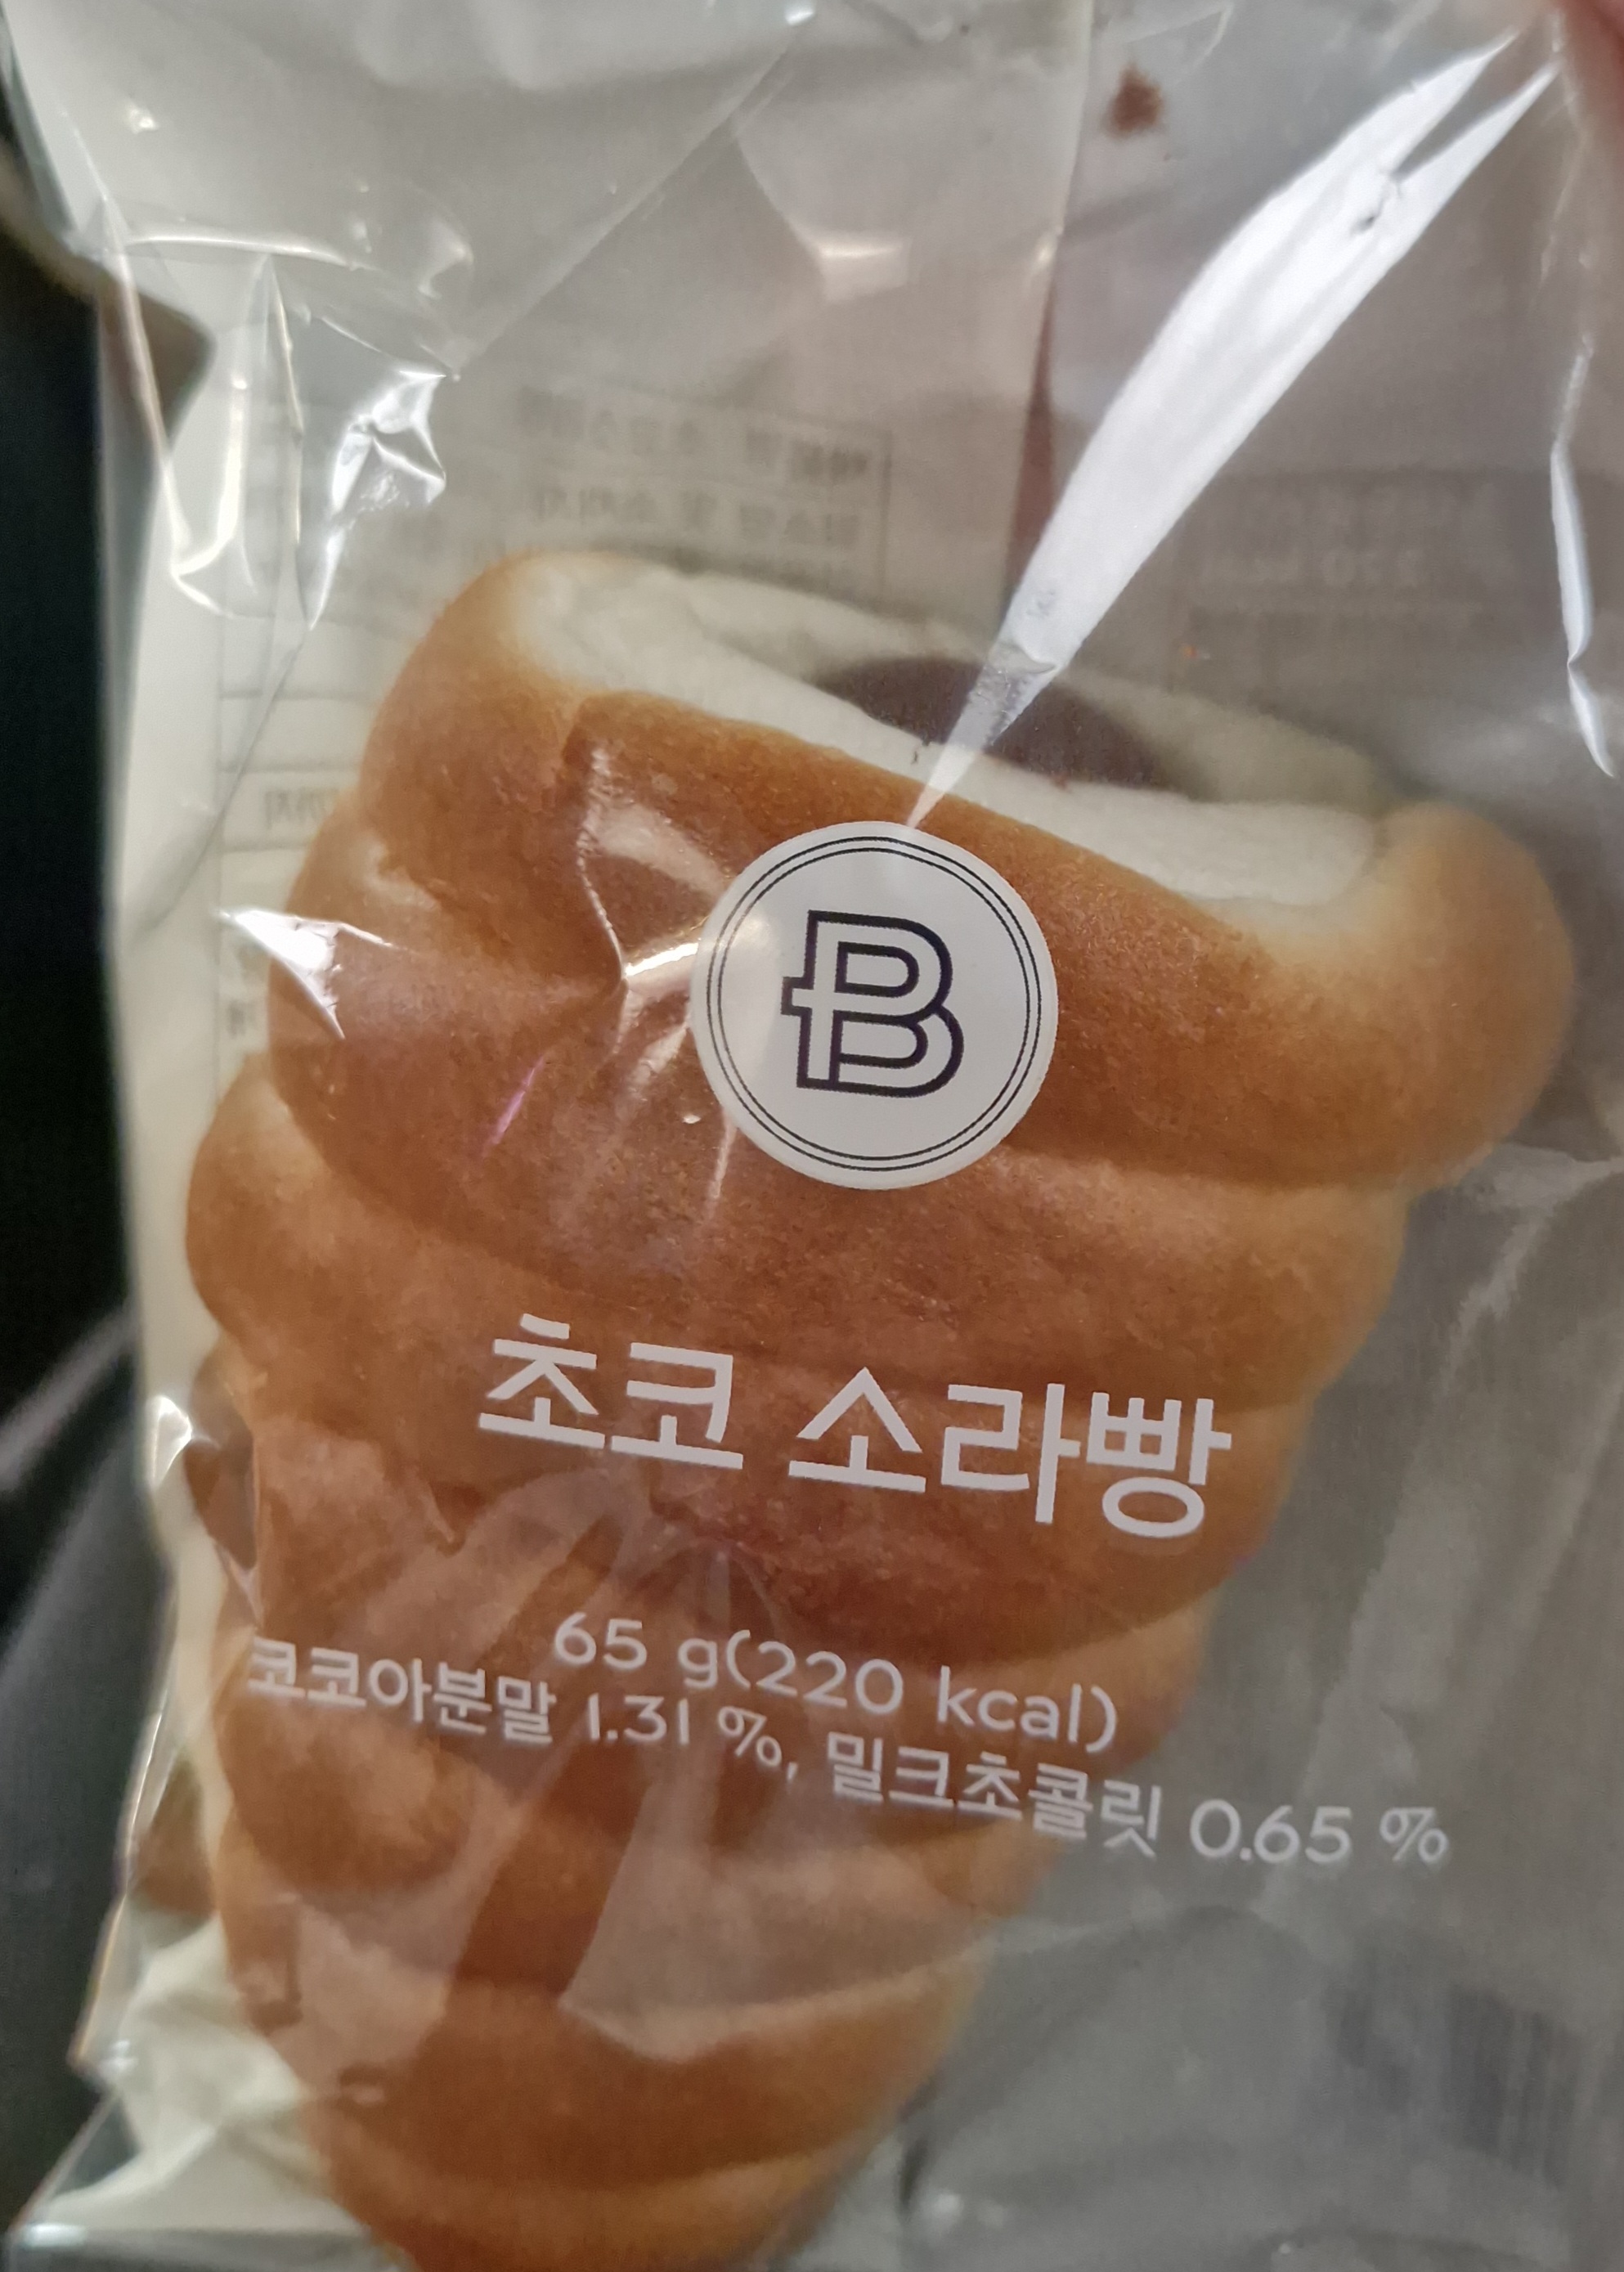 B
초코 소라빵
65 g(220 kcal)
코코아분말 1.31 %, 밀크초콜릿 0.65 %